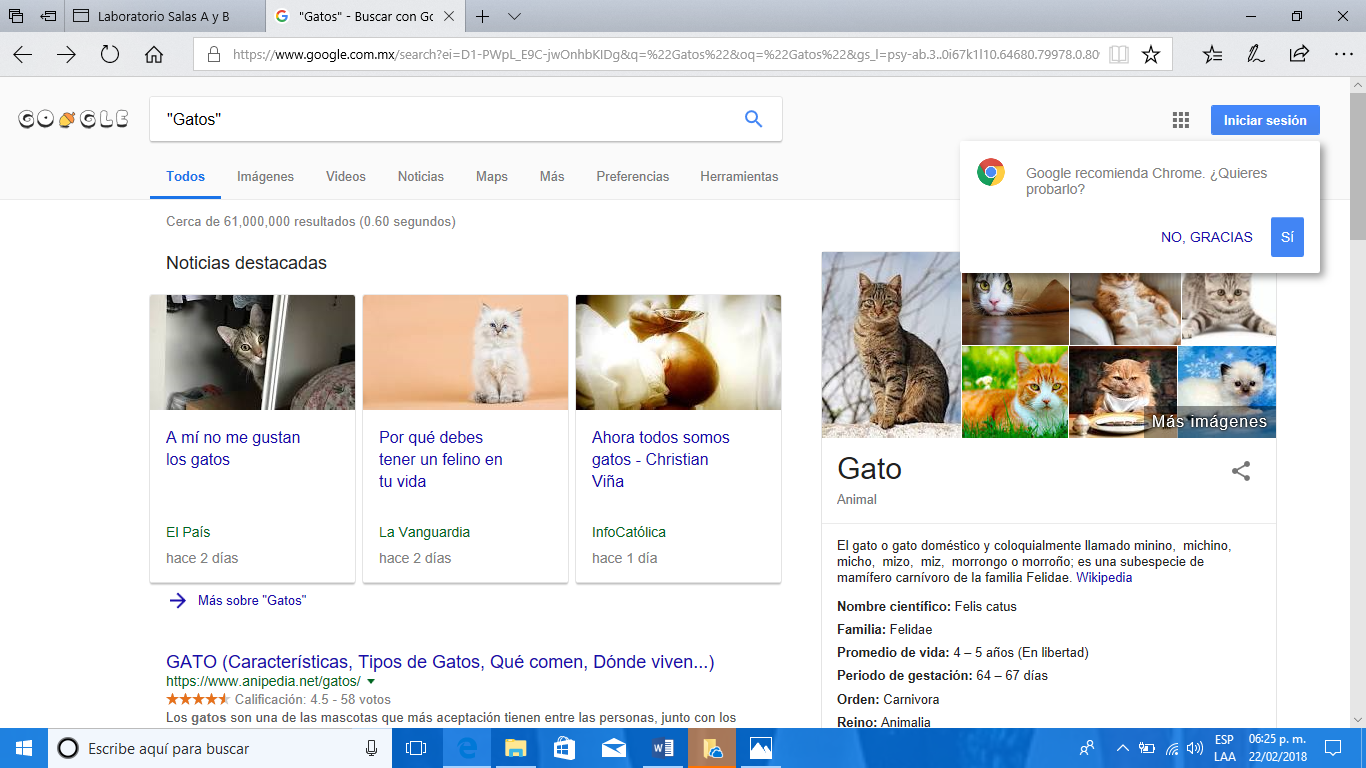 Laboratorio Salas A y B
"Gatos" - Buscar con Go
https://www.google.com.mx/search?ei=D1-PWpL_E9C-jwOnhbKIDg&q=%22Gatos%22&oq=%22Gatos%22&gs_l=psy-ab.3..0i67k1l10.64680.79978.0.80
GOOGLE
"Gatos"
Iniciar sesión
Todos Imágenes Videos Noticias Maps Más Preferencias Herramientas
Google recomienda Chrome. ¿Quieres
probarlo?
NO, GRACIAS SÍ
Cerca de 61,000,000 resultados (0.60 segundos)
Noticias destacadas
A mí no me gustan
los gatos
El País
hace 2 días
Por qué debes
tener un felino en
tu vida
La Vanguardia
hace 2 días
Ahora todos somos
gatos - Christian
Viña
InfoCatólica
hace 1 día
Más sobre "Gatos"
GATO (Características, Tipos de Gatos, Qué comen, Dónde viven...)
https://www.anipedia.net/gatos/
Calificación: 4.5 - 58 votos
Los gatos son una de las mascotas que más aceptación tienen entre las personas, junto con los
Más imágenes
Gato
Animal
El gato o gato doméstico y coloquialmente llamado minino, michino,
micho, mizo, miz, morrongo o morroño; es una subespecie de
mamífero carnívoro de la familia Felidae. Wikipedia
Nombre científico: Felis catus
Familia: Felidae
Promedio de vida: 4 – 5 años (En libertad)
Periodo de gestación: 64 – 67 días
Orden: Carnivora
Reino: Animalia
Escribe aquí para buscar
ESP
LAA
06:25 p. m.
22/02/2018